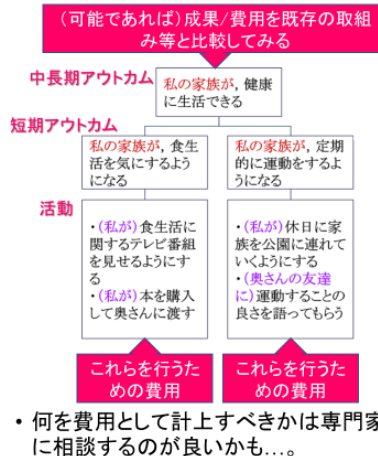 （可能であれば）成果/費用を既存の取組
み等と比較してみる
中長期アウトカム
私の家族が，健康
に生活できる
短期アウトカム
私の家族が，食生
活を気にするよう
になる
私の家族が，定期
的に運動をするよ
うになる
活動
・（私が）食生活に
関するテレビ番組
を見せるようにす
る
・（私が）本を購入
して奥さんに渡す
・（私が）休日に家
族を公園に連れて
いくようにする
・（奥さんの友達
に）運動することの
良さを語ってもらう
これらを行うた
めの費用
これらを行うた
めの費用
• 何を費用として計上すべきかは専門家
に相談するのが良いかも…。